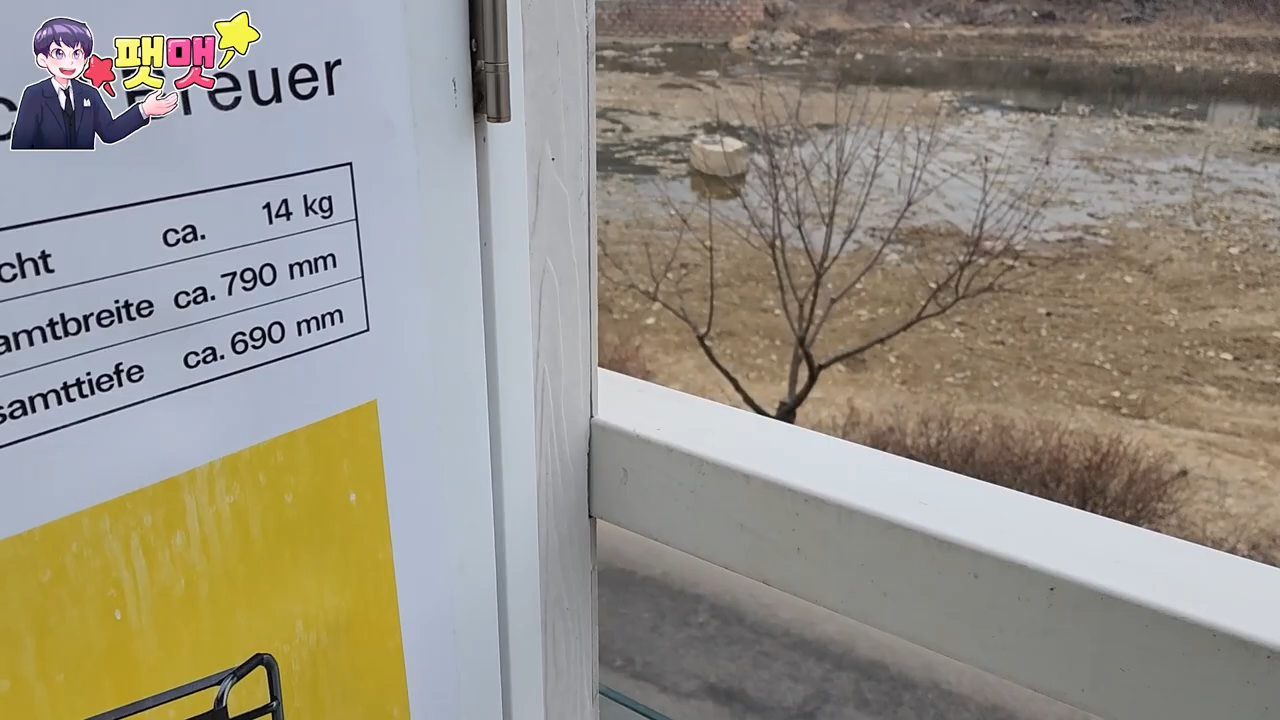 팻맷
reuer
cht ca. 14 kg
amtbreite ca. 790 mm
samttiefe ca. 690 mm